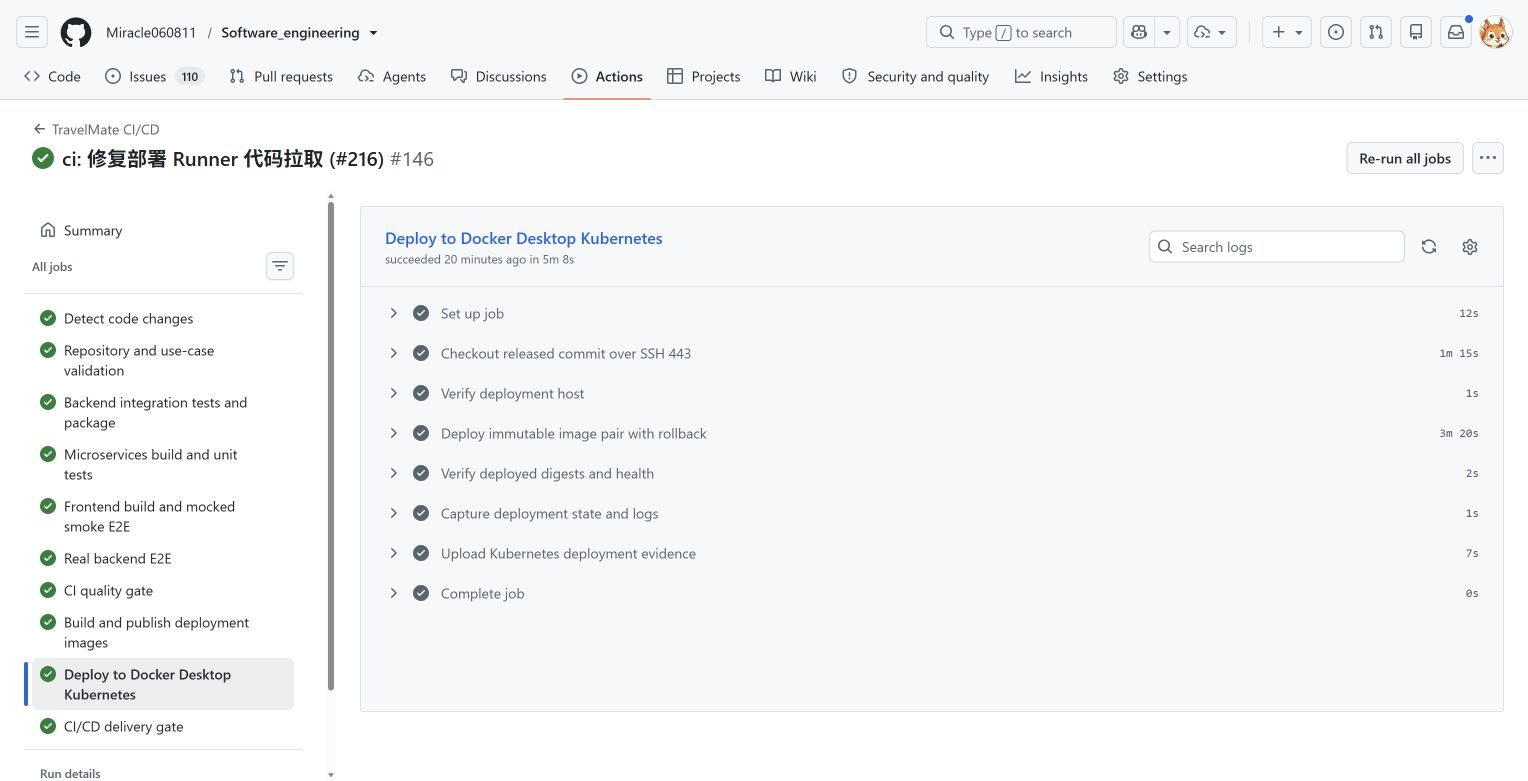 Miracle060811 / Software_engineering
Type / to search
Code
Issues 110
Pull requests
Agents
Discussions
Actions
Projects
Wiki
Security and quality
Insights
Settings
TravelMate CI/CD
ci: 修复部署 Runner 代码拉取 (#216) #146
Re-run all jobs
Summary
All jobs
Detect code changes
Repository and use-case
validation
Backend integration tests and
package
Microservices build and unit
tests
Frontend build and mocked
smoke E2E
Real backend E2E
CI quality gate
Build and publish deployment
images
Deploy to Docker Desktop
Kubernetes
CI/CD delivery gate
Run details
Deploy to Docker Desktop Kubernetes
succeeded 20 minutes ago in 5m 8s
Search logs
Set up job 12s
Checkout released commit over SSH 443 1m 15s
Verify deployment host 1s
Deploy immutable image pair with rollback 3m 20s
Verify deployed digests and health 2s
Capture deployment state and logs 1s
Upload Kubernetes deployment evidence 7s
Complete job 0s